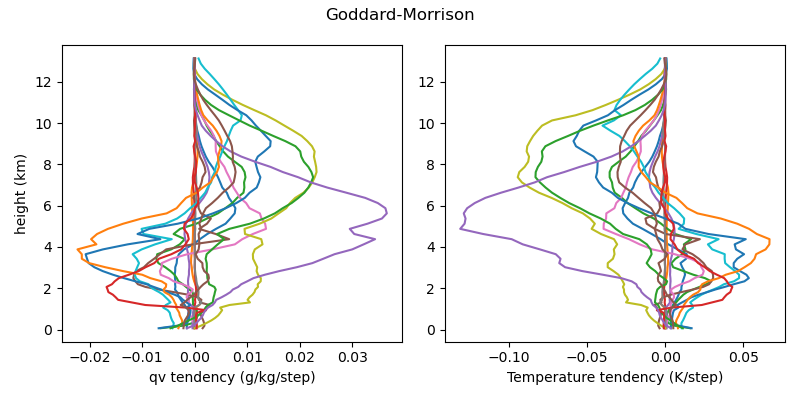 Goddard-Morrison
height (km)
12
10
8
6
4
2
0
−0.02 −0.01 0.00 0.01 0.02 0.03
qv tendency (g/kg/step)
12
10
8
6
4
2
0
−0.10 −0.05 0.00 0.05
Temperature tendency (K/step)